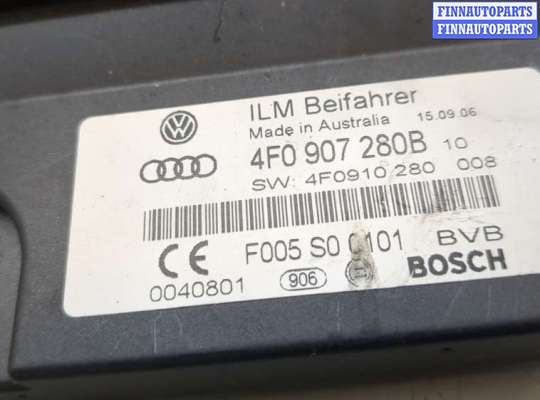 FINNAUTOPARTS
FINNAUTOPARTS
ILM Beifahrer
Made in Australia 15.09.06
4F0 907 280B 10
SW: 4F0910 280 008
F005 S0 0101 BVB
0040801 906 BOSCH